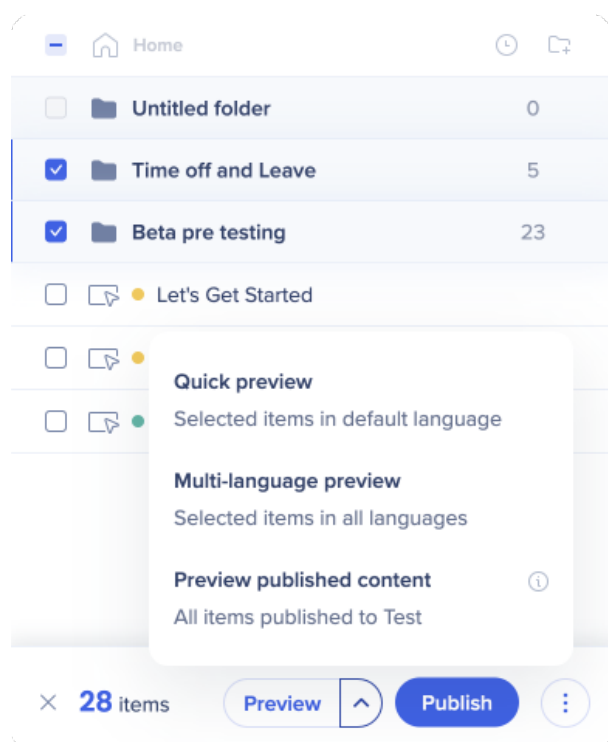 Home
Untitled folder 0
Time off and Leave 5
Beta pre testing 23
Let's Get Started
Quick preview
Selected items in default language
Multi-language preview
Selected items in all languages
Preview published content
All items published to Test
28 items Preview Publish